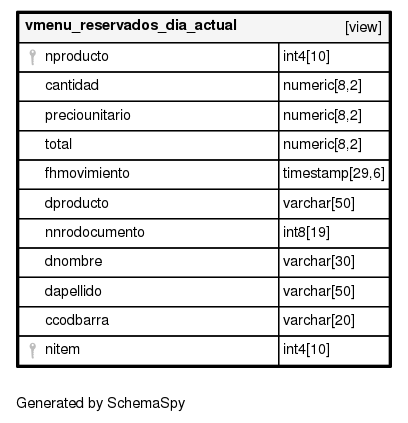 vmenu_reservados_dia_actual [view]
nproducto int4[10]
cantidad numeric[8,2]
preciounitario numeric[8,2]
total numeric[8,2]
fhmovimiento timestamp[29,6]
dproducto varchar[50]
nnrodocumento int8[19]
dnombre varchar[30]
dapellido varchar[50]
ccodbarra varchar[20]
nitem int4[10]
Generated by SchemaSpy